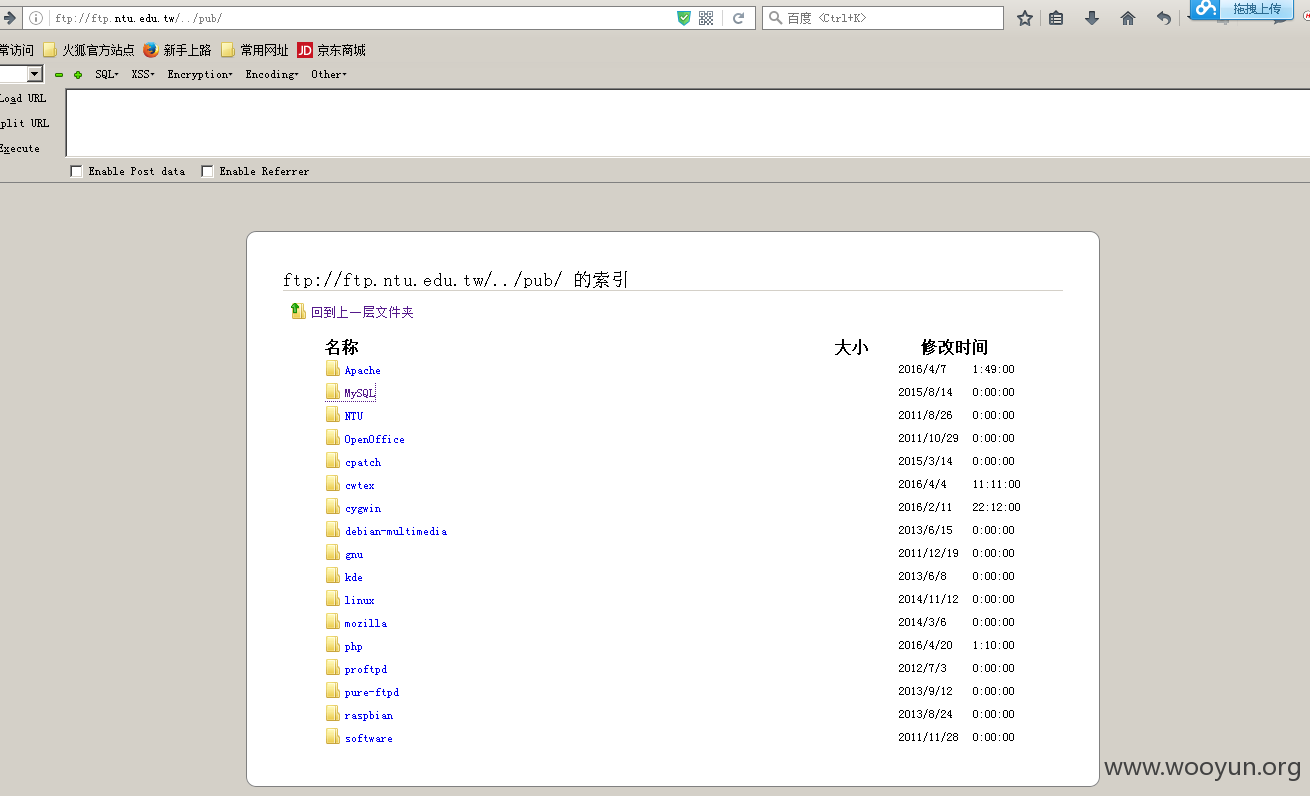 ftp://ftp.ntu.edu.tw/../pub/
百度 <Ctrl+K>
拖拽上传
常访问 火狐官方站点 新手上路 常用网址 JD 京东商城
SQL XSS Encryption Encoding Other
Load URL
plit URL
Execute
Enable Post data Enable Referrer
ftp://ftp.ntu.edu.tw/../pub/ 的索引
回到上一层文件夹
名称 大小 修改时间
Apache 2016/4/7 1:49:00
MySQL 2015/8/14 0:00:00
NTU 2011/8/26 0:00:00
OpenOffice 2011/10/29 0:00:00
cpatch 2015/3/14 0:00:00
cwtex 2016/4/4 11:11:00
cygwin 2016/2/11 22:12:00
debian-multimedia 2013/6/15 0:00:00
gnu 2011/12/19 0:00:00
kde 2013/6/8 0:00:00
linux 2014/11/12 0:00:00
mozilla 2014/3/6 0:00:00
php 2016/4/20 1:10:00
proftpd 2012/7/3 0:00:00
pure-ftpd 2013/9/12 0:00:00
raspbian 2013/8/24 0:00:00
software 2011/11/28 0:00:00
www.wooyun.org